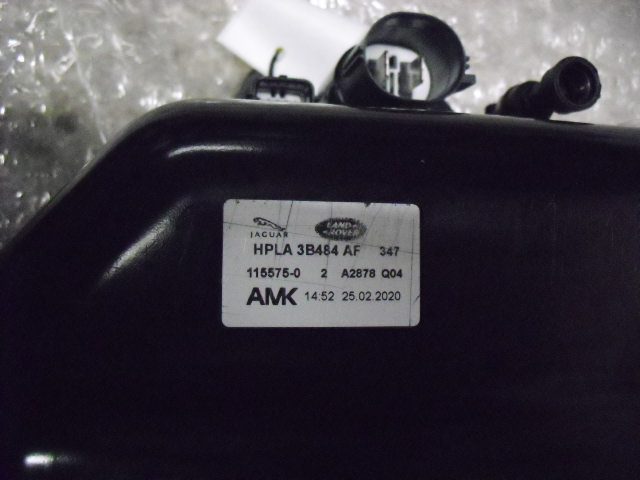 JAGUAR
LAND ROVER
HPLA 3B484 AF 347
115575-0 2 A2878 Q04
AMK 14:52 25.02.2020